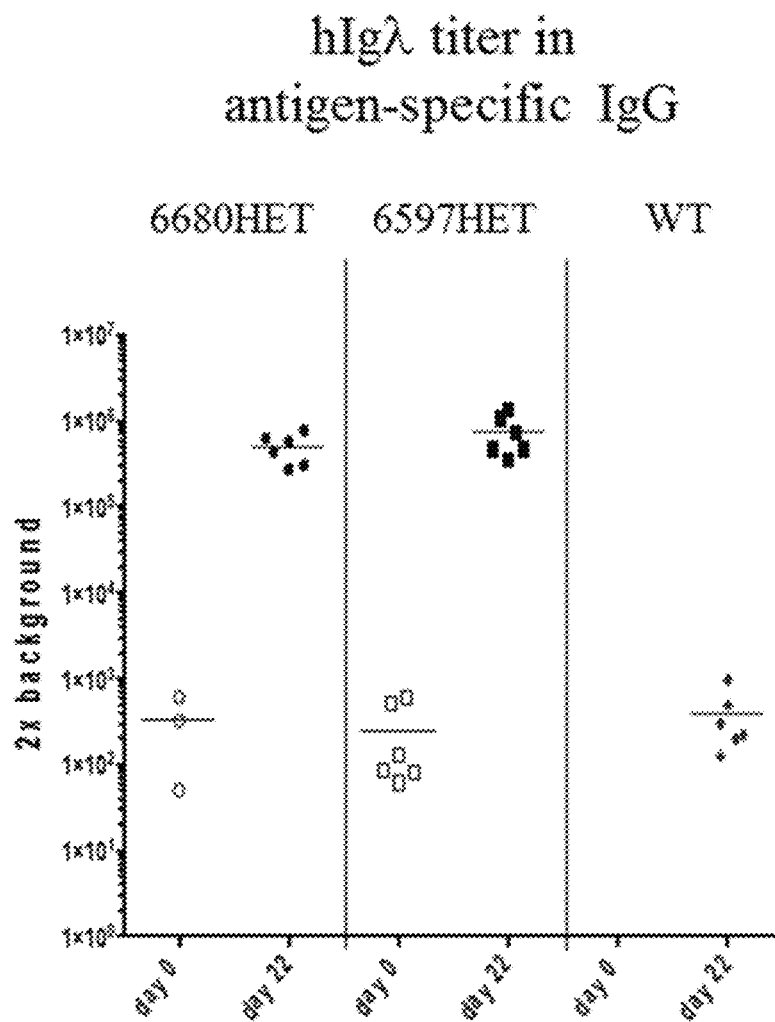 hIgλ titer in
antigen-specific IgG
6680HET 6597HET WT
2x background
1×10⁷
1×10⁶
1×10⁵
1×10⁴
1×10³
1×10²
1×10¹
1×10⁰
day 0 day 22 day 0 day 22 day 0 day 22